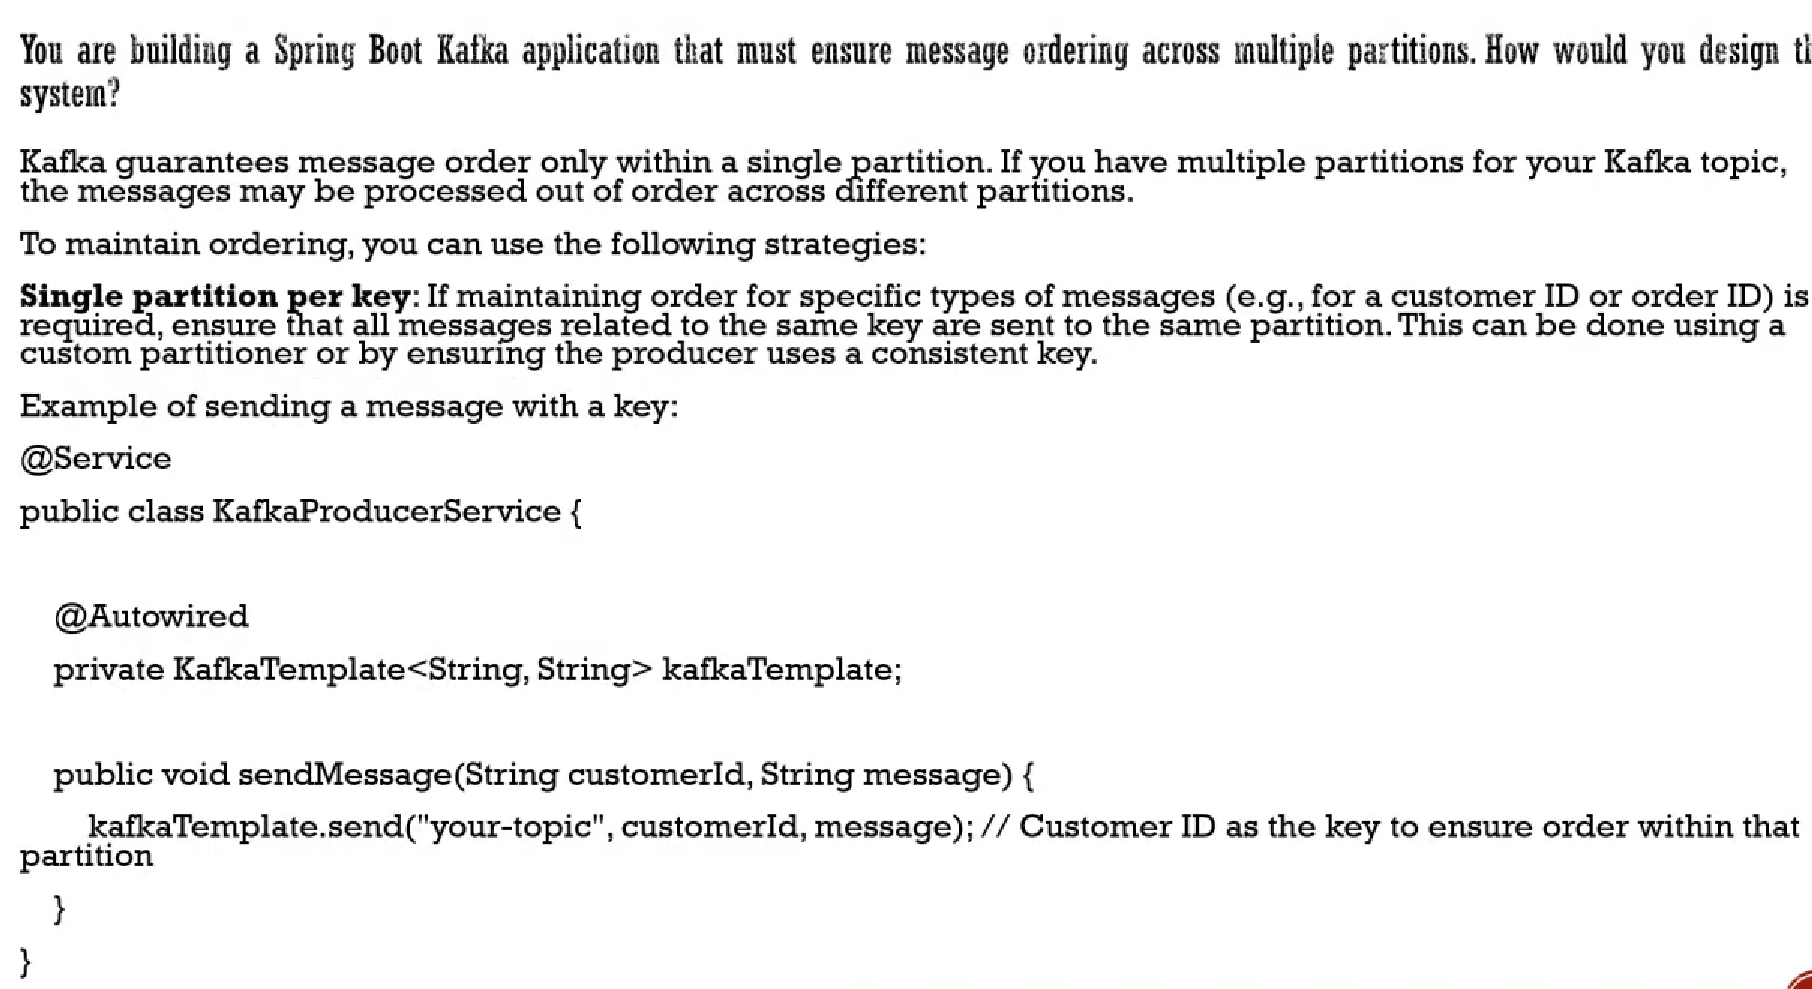 You are building a Spring Boot Kafka application that must ensure message ordering across multiple partitions. How would you design
system?
Kafka guarantees message order only within a single partition. If you have multiple partitions for your Kafka topic,
the messages may be processed out of order across different partitions.
To maintain ordering, you can use the following strategies:
Single partition per key: If maintaining order for specific types of messages (e.g., for a customer ID or order ID) is
required, ensure that all messages related to the same key are sent to the same partition. This can be done using a
custom partitioner or by ensuring the producer uses a consistent key.
Example of sending a message with a key:
@Service
public class KafkaProducerService {
@Autowired
private KafkaTemplate<String, String> kafkaTemplate;
public void sendMessage(String customerId, String message) {
kafkaTemplate.send("your-topic", customerId, message); // Customer ID as the key to ensure order within that
partition
}
}